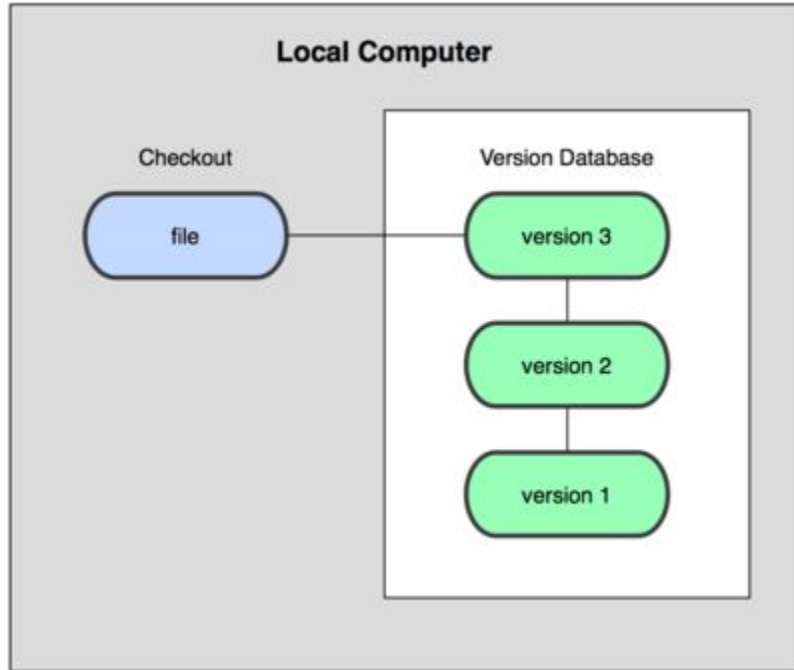 Local Computer
Checkout
Version Database
file
version 3
version 2
version 1